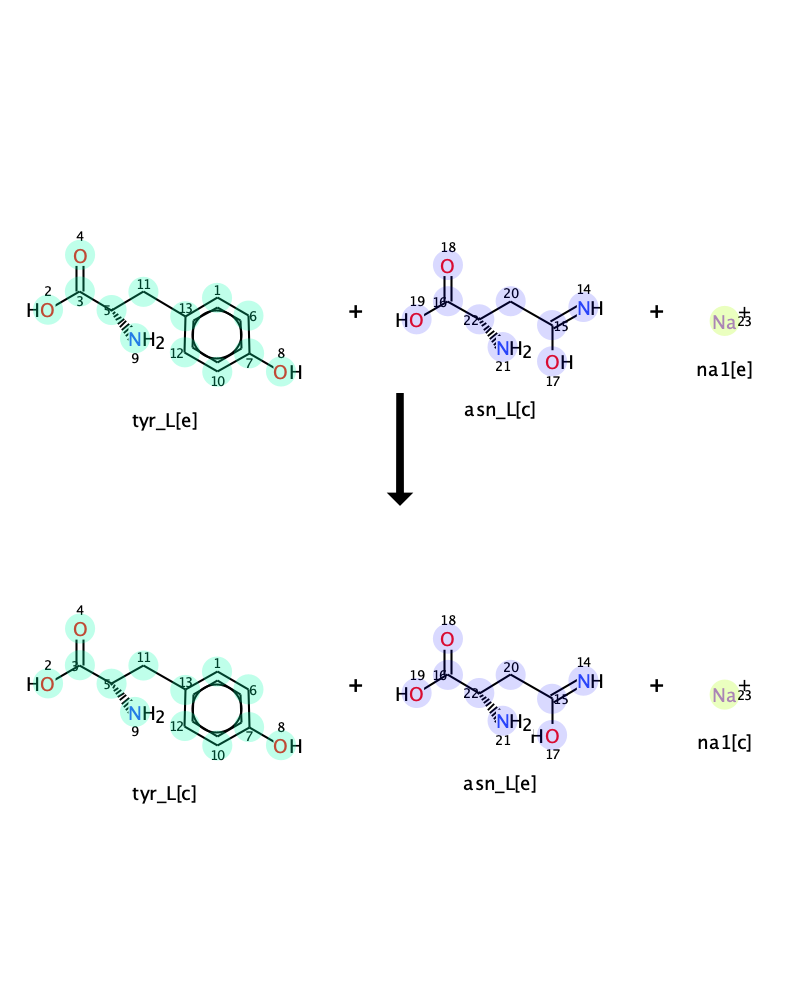 4
O
2
HO
3
5
11
NH2
9
13
1
6
12
10
7
8
OH
tyr_L[e]
+
18
O
19
HO
16
22
20
NH2
21
14
NH
15
OH
17
asn_L[c]
+
Na+
23
na1[e]
4
O
2
HO
3
5
11
NH2
9
13
1
6
12
10
7
8
OH
tyr_L[c]
+
18
O
19
HO
16
22
20
NH2
21
14
NH
15
HO
17
asn_L[e]
+
Na+
23
na1[c]